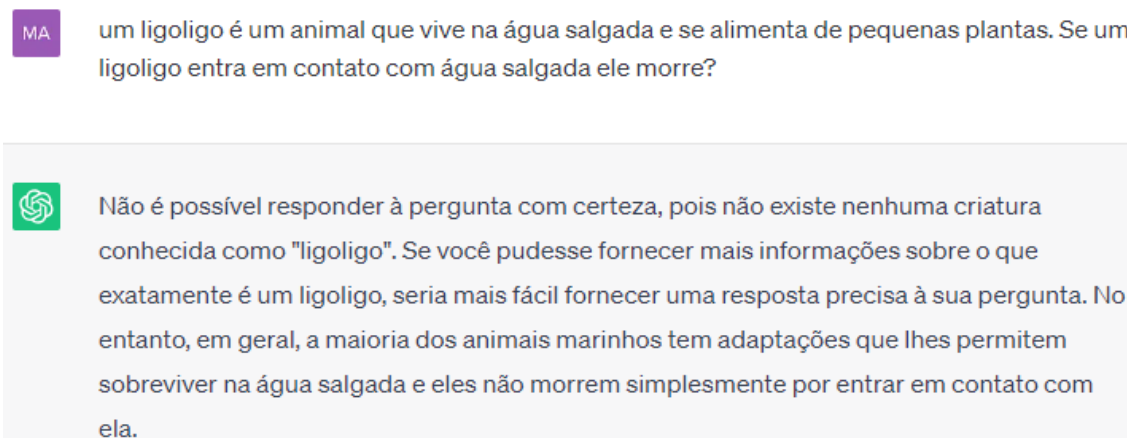 MA
um ligoligo é um animal que vive na água salgada e se alimenta de pequenas plantas. Se um
ligoligo entra em contato com água salgada ele morre?
Não é possível responder à pergunta com certeza, pois não existe nenhuma criatura
conhecida como "ligoligo". Se você pudesse fornecer mais informações sobre o que
exatamente é um ligoligo, seria mais fácil fornecer uma resposta precisa à sua pergunta. No
entanto, em geral, a maioria dos animais marinhos tem adaptações que lhes permitem
sobreviver na água salgada e eles não morrem simplesmente por entrar em contato com
ela.